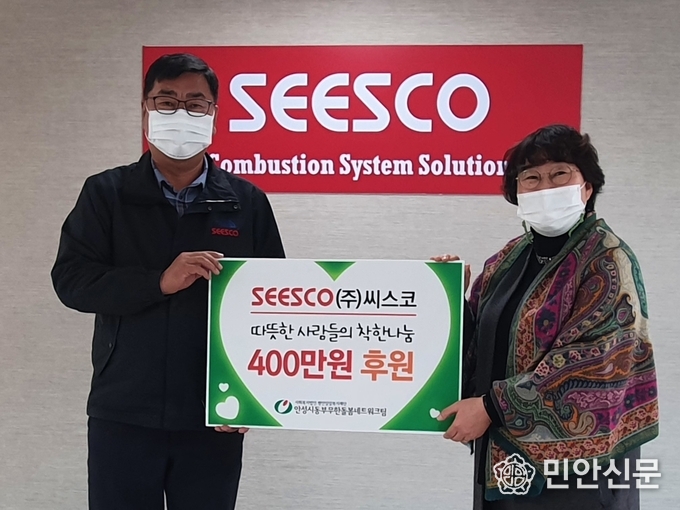 SEESCO
Combustion System Solution
SEESCO
SEESCO(주)씨스코
따뜻한 사람들의 착한나눔
400만원 후원
안성시동부무한돌봄네트워크팀
민안신문